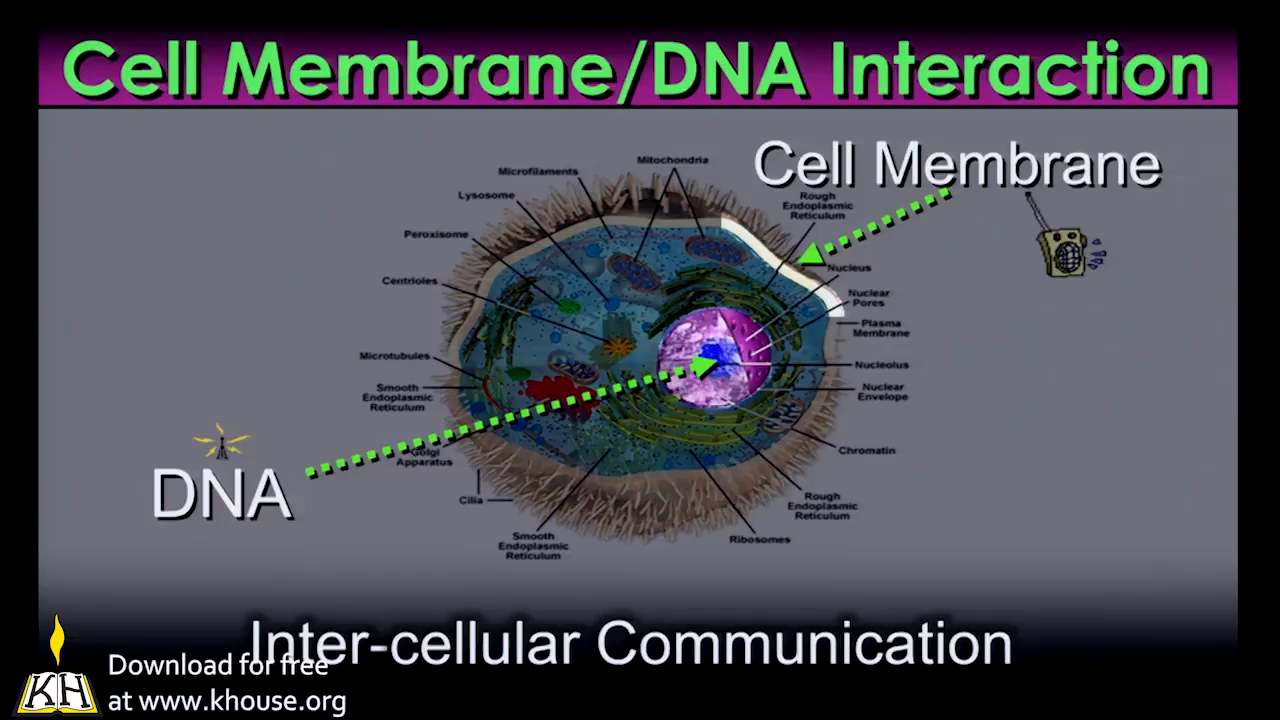 Cell Membrane/DNA Interaction
Cell Membrane
Mitochondria
Microfilaments
Lysosome
Rough
Endoplasmic
Reticulum
Peroxisome
Nucleus
Centrioles
Nuclear
Pores
Plasma
Membrane
Microtubules
Nucleolus
Smooth
Endoplasmic
Reticulum
Nuclear
Envelope
Golgi
Apparatus
Chromatin
DNA
Cilia
Rough
Endoplasmic
Reticulum
Smooth
Endoplasmic
Reticulum
Ribosomes
Inter-cellular Communication
KH
Download for free
at www.khouse.org